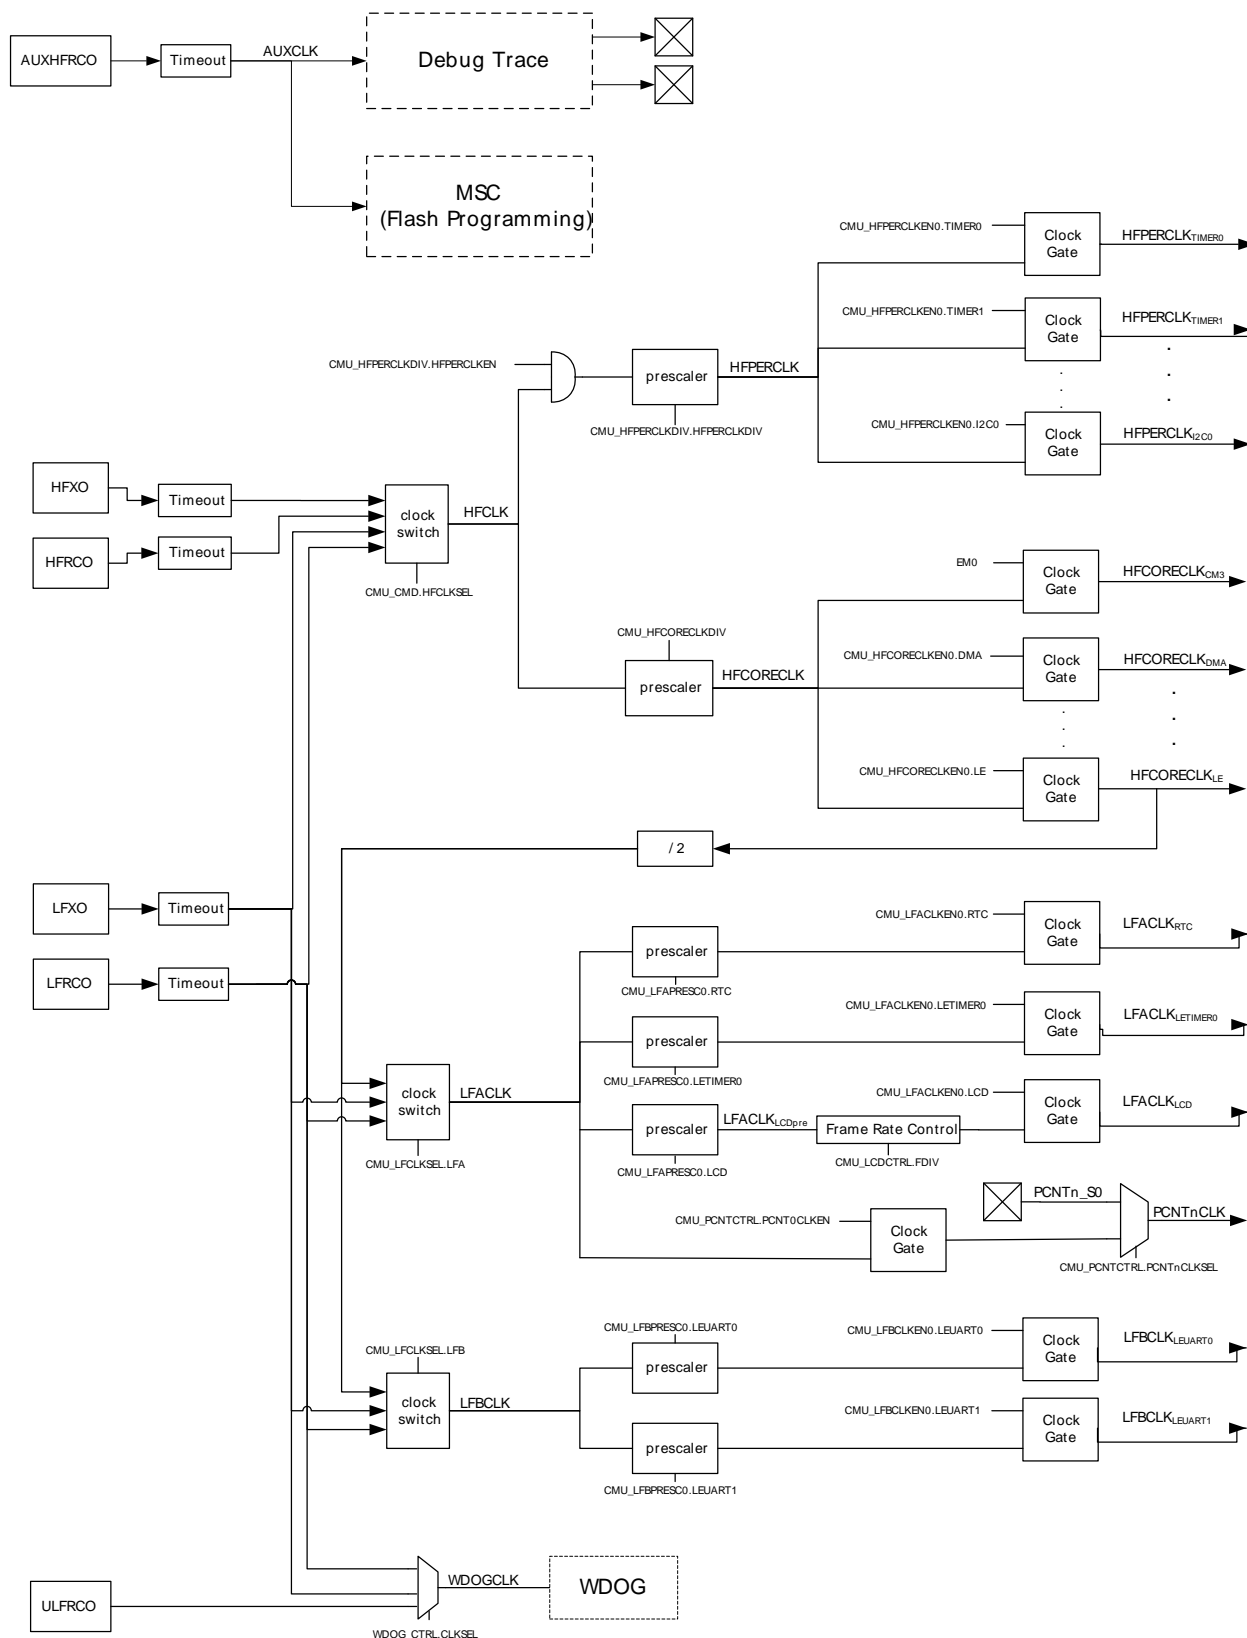 AUXHFRCO
Timeout
AUXCLK
Debug Trace
MSC
(Flash Programming)
CMU_HFPERCLKEN0.TIMER0
Clock
Gate
HFPERCLKTIMER0
CMU_HFPERCLKEN0.TIMER1
Clock
Gate
HFPERCLKTIMER1
CMU_HFPERCLKDIV.HFPERCLKEN
prescaler
HFPERCLK
CMU_HFPERCLKDIV.HFPERCLKDIV
CMU_HFPERCLKEN0.I2C0
Clock
Gate
HFPERCLKI2C0
HFXO
Timeout
HFRCO
Timeout
clock
switch
HFCLK
CMU_CMD.HFCLKSEL
EM0
Clock
Gate
HFCORECLKCM3
CMU_HFCORECLKDIV
prescaler
HFCORECLK
CMU_HFCORECLKEN0.DMA
Clock
Gate
HFCORECLKDMA
CMU_HFCORECLKEN0.LE
Clock
Gate
HFCORECLKLE
/ 2
LFXO
Timeout
LFRCO
Timeout
CMU_LFACLKEN0.RTC
prescaler
Clock
Gate
LFACLKRTC
CMU_LFAPRESC0.RTC
CMU_LFACLKEN0.LETIMER0
prescaler
Clock
Gate
LFACLKLETIMER0
CMU_LFAPRESC0.LETIMER0
clock
switch
LFACLK
CMU_LFCLKSEL.LFA
CMU_LFACLKEN0.LCD
prescaler
LFACLKLCDpre
Frame Rate Control
Clock
Gate
LFACLKLCD
CMU_LFAPRESC0.LCD
CMU_LCDCTRL.FDIV
PCNTn_S0
PCNTnCLK
CMU_PCNTCTRL.PCNT0CLKEN
Clock
Gate
CMU_PCNTCTRL.PCNTnCLKSEL
CMU_LFBPRESC0.LEUART0
CMU_LFBCLKEN0.LEUART0
prescaler
Clock
Gate
LFBCLKLEUART0
CMU_LFCLKSEL.LFB
clock
switch
LFBCLK
CMU_LFBCLKEN0.LEUART1
prescaler
Clock
Gate
LFBCLKLEUART1
CMU_LFBPRESC0.LEUART1
ULFRCO
WDOGCLK
WDOG
WDOG_CTRL.CLKSEL